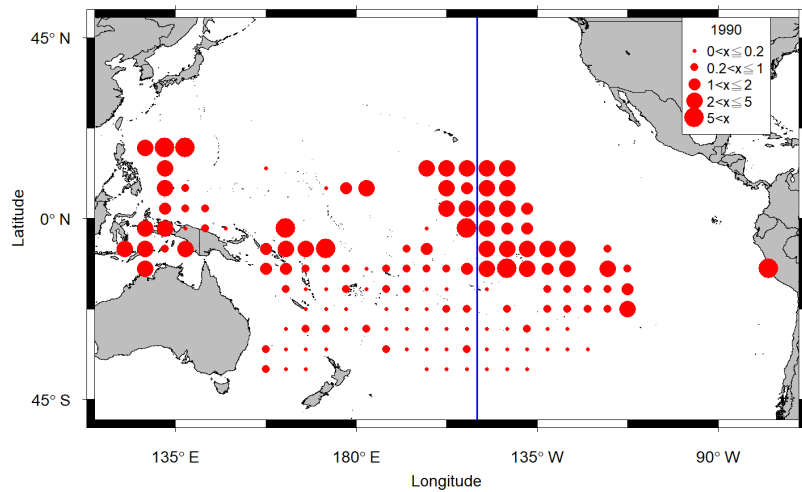 1990
0<x≦0.2
0.2<x≦1
1<x≦2
2<x≦5
5<x
45° N
0° N
45° S
Latitude
135° E
180° E
135° W
90° W
Longitude